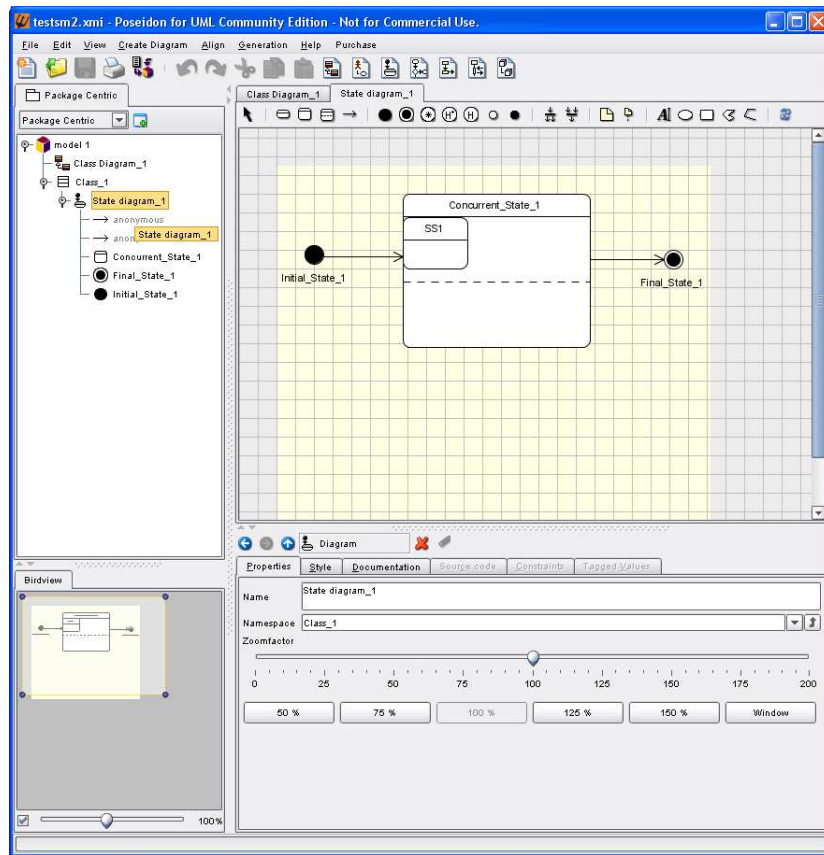 testsm2.xmi - Poseidon for UML Community Edition - Not for Commercial Use.
File Edit View Create Diagram Align Generation Help Purchase
Package Centric
Class Diagram_1 State diagram_1
Package Centric
model 1
Class Diagram_1
Class_1
State diagram_1
anonymous
anon
State diagram_1
Concurrent_State_1
Final_State_1
Initial_State_1
Concurrent_State_1
SS1
Initial_State_1
Final_State_1
Diagram
Properties Style Documentation Source code Constraints Tagged Values
Name State diagram_1
Namespace Class_1
Zoomfactor
0 25 50 75 100 125 150 175 200
50 % 75 % 100 % 125 % 150 % Window
Birdview
100%